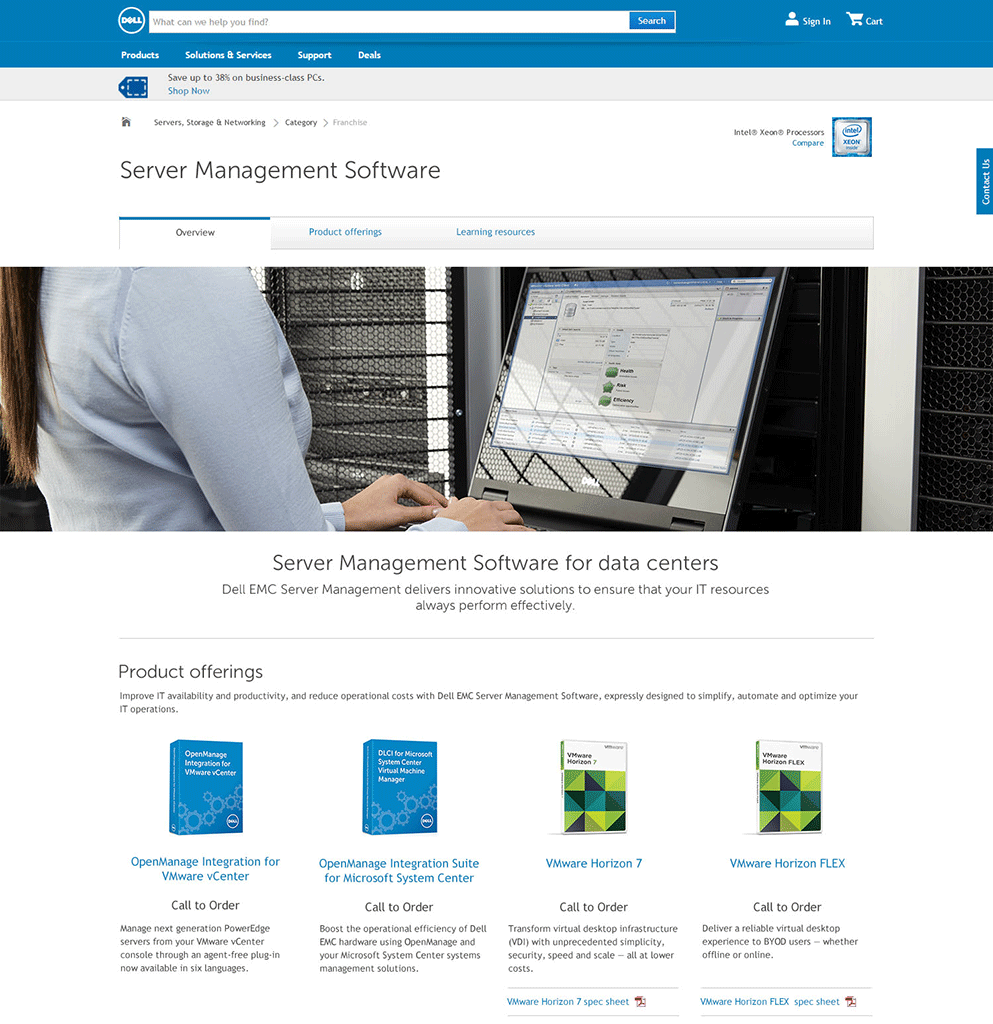 DELL
What can we help you find?
Search
Sign In
Cart
Products
Solutions & Services
Support
Deals
Save up to 38% on business-class PCs.
Shop Now
Servers, Storage & Networking
Category
Franchise
Intel® Xeon® Processors
Compare
intel
XEON
inside
Contact Us
Server Management Software
Overview
Product offerings
Learning resources
Health
Risk
Efficiency
DELL
Server Management Software for data centers
Dell EMC Server Management delivers innovative solutions to ensure that your IT resources
always perform effectively.
Product offerings
Improve IT availability and productivity, and reduce operational costs with Dell EMC Server Management Software, expressly designed to simplify, automate and optimize your
IT operations.
OpenManage
Integration for
VMware vCenter
DELL
OpenManage Integration for
VMware vCenter
Call to Order
Manage next generation PowerEdge
servers from your VMware vCenter
console through an agent-free plug-in
now available in six languages.
DLCI for Microsoft
System Center
Virtual Machine
Manager
DELL
OpenManage Integration Suite
for Microsoft System Center
Call to Order
Boost the operational efficiency of Dell
EMC hardware using OpenManage and
your Microsoft System Center systems
management solutions.
vmware
VMware
Horizon 7
VMware Horizon 7
Call to Order
Transform virtual desktop infrastructure
(VDI) with unprecedented simplicity,
security, speed and scale — all at lower
costs.
VMware Horizon 7 spec sheet
vmware
VMware
Horizon FLEX
VMware Horizon FLEX
Call to Order
Deliver a reliable virtual desktop
experience to BYOD users — whether
offline or online.
VMware Horizon FLEX spec sheet